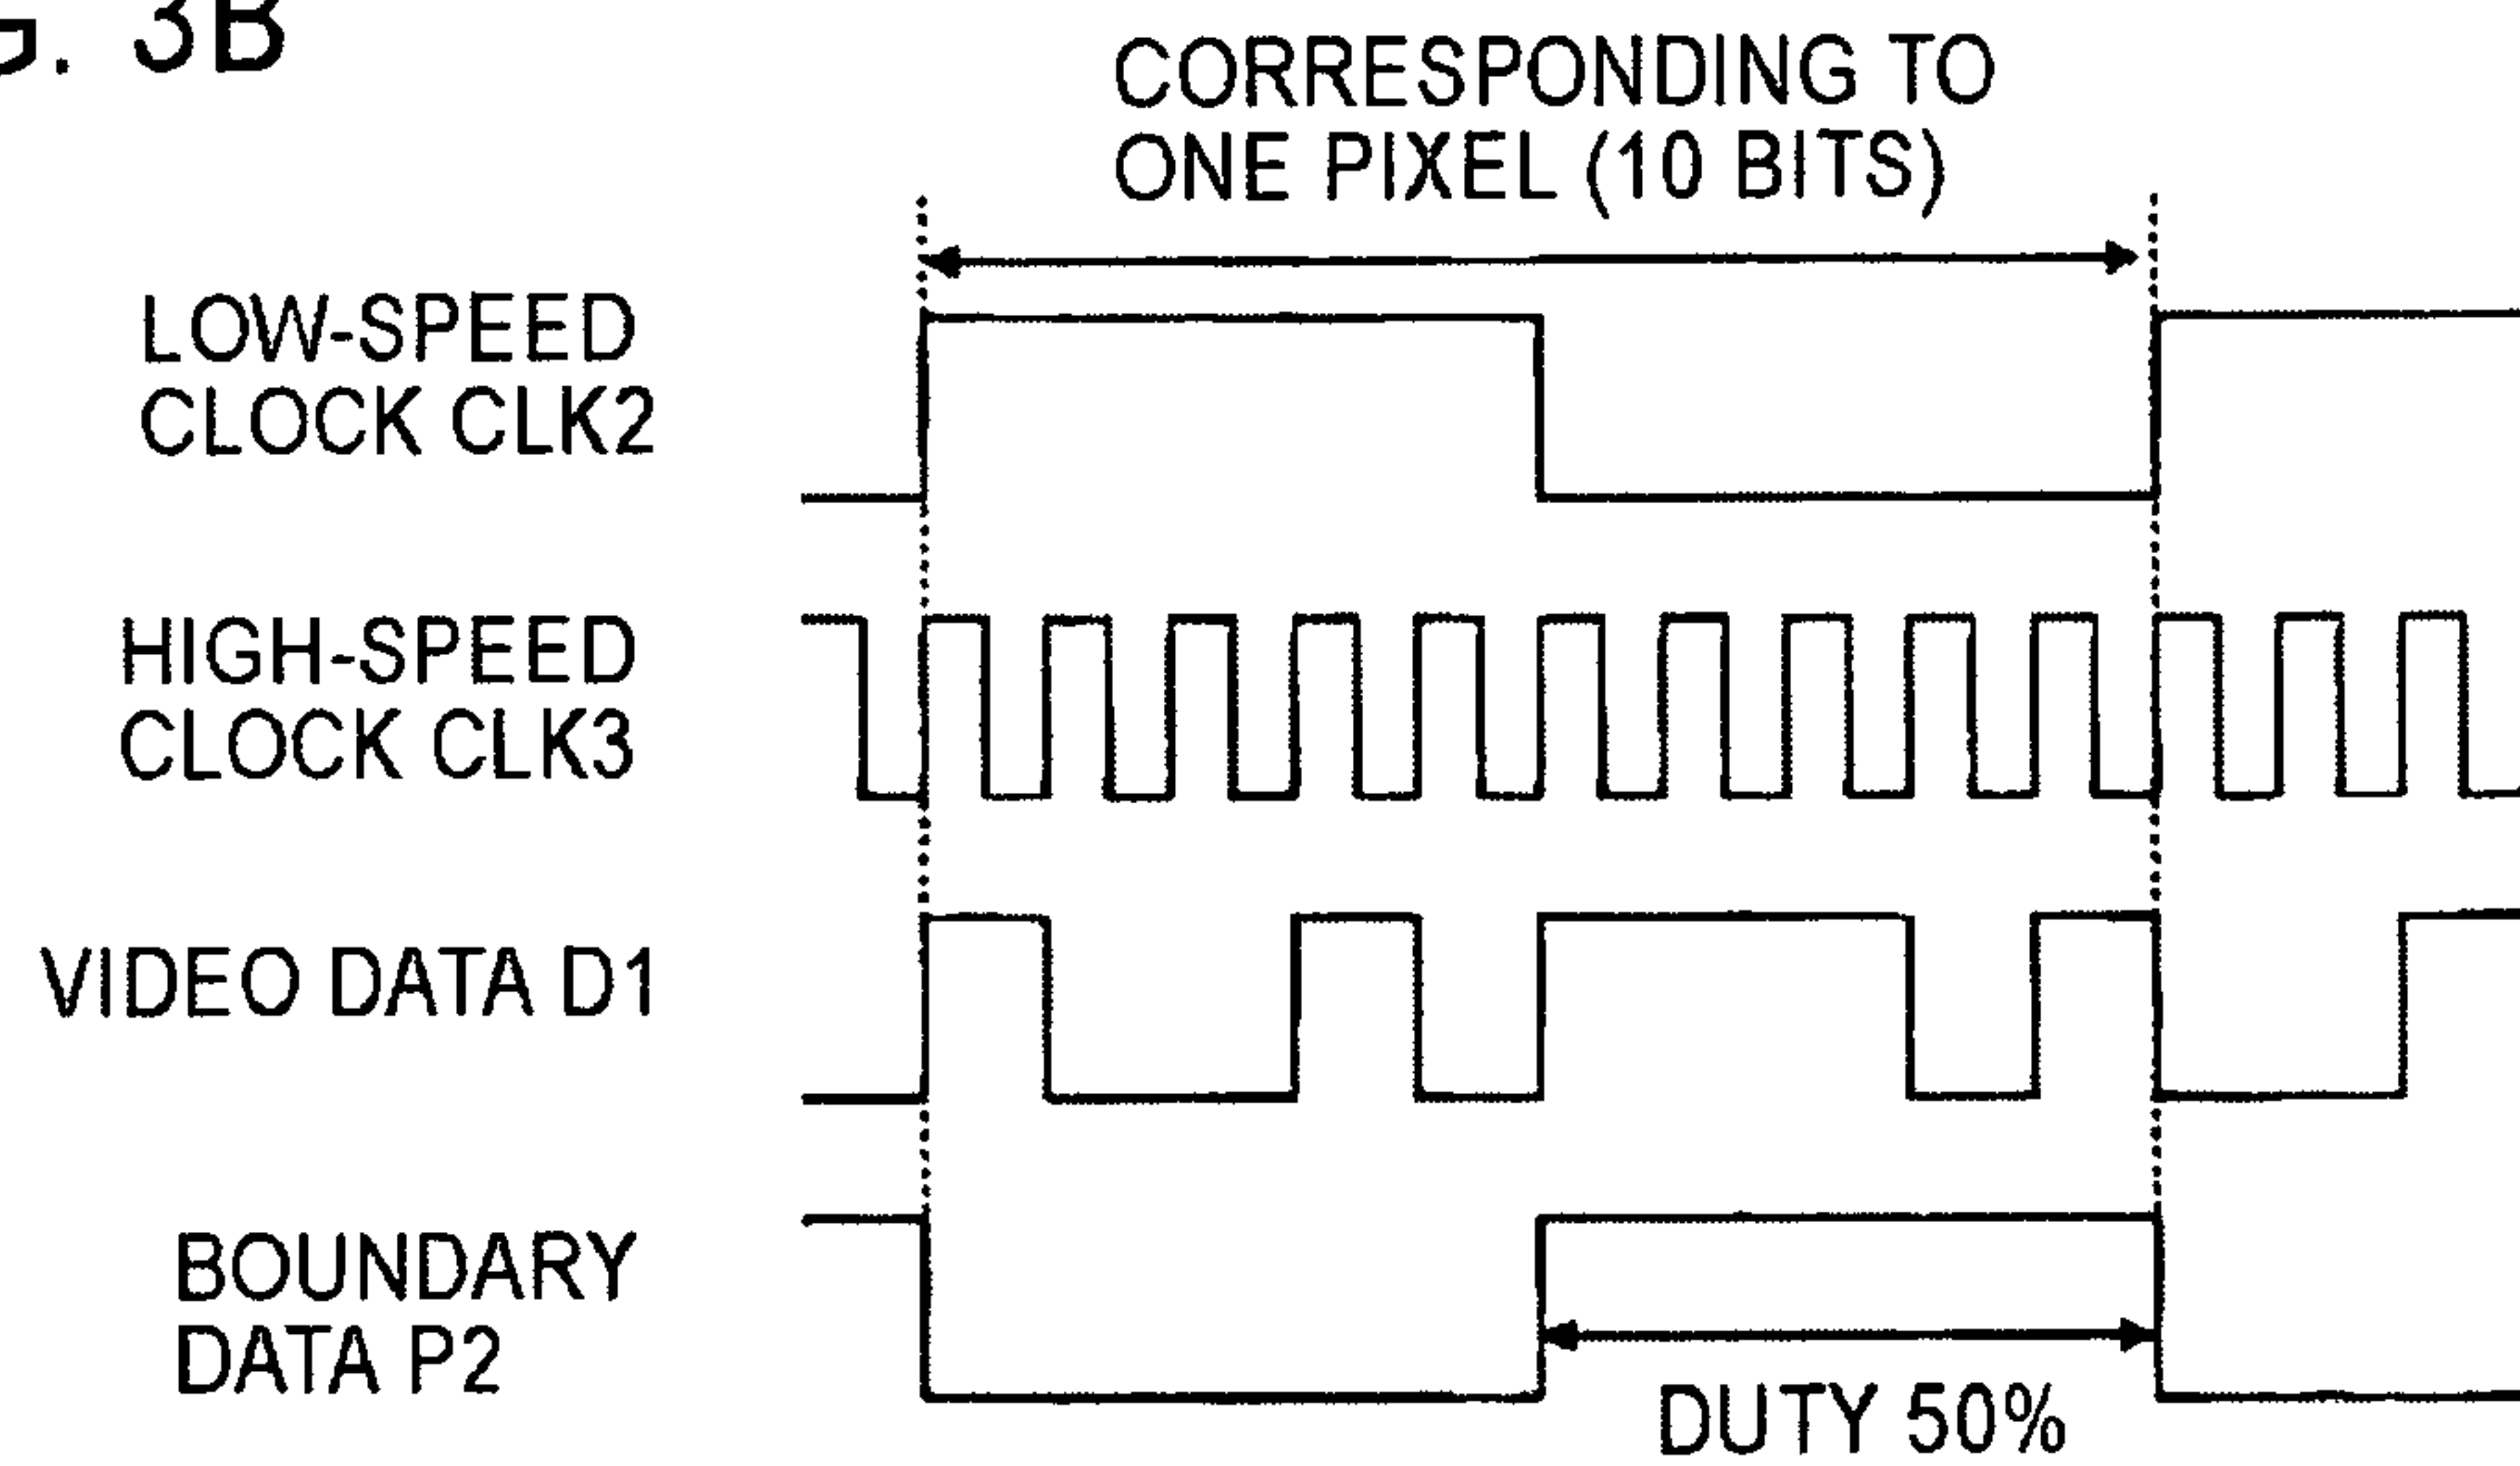 G. 3B
CORRESPONDING TO
ONE PIXEL (10 BITS)
LOW-SPEED
CLOCK CLK2
HIGH-SPEED
CLOCK CLK3
VIDEO DATA D1
BOUNDARY
DATA P2
DUTY 50%